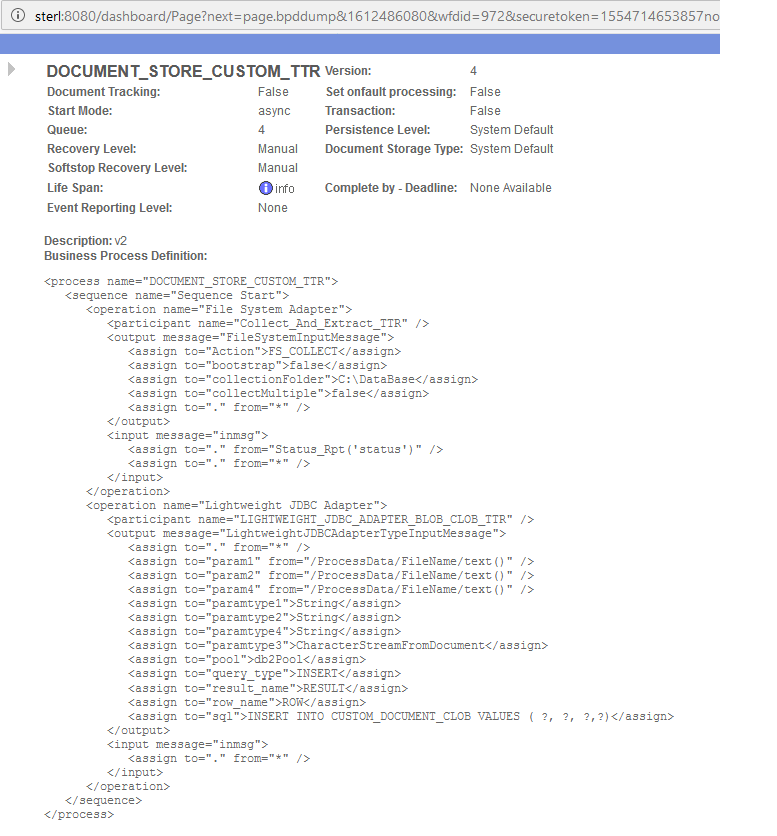 sterl:8080/dashboard/Page?next=page.bpddump&1612486080&wfdid=972&securetoken=1554714653857no
DOCUMENT_STORE_CUSTOM_TTR Version: 4
Document Tracking: False Set onfault processing: False
Start Mode: async Transaction: False
Queue: 4 Persistence Level: System Default
Recovery Level: Manual Document Storage Type: System Default
Softstop Recovery Level: Manual
Life Span: info Complete by - Deadline: None Available
Event Reporting Level: None
Description: v2
Business Process Definition:
<process name="DOCUMENT_STORE_CUSTOM_TTR">
<sequence name="Sequence Start">
<operation name="File System Adapter">
<participant name="Collect_And_Extract_TTR" />
<output message="FileSystemInputMessage">
<assign to="Action">FS_COLLECT</assign>
<assign to="bootstrap">false</assign>
<assign to="collectionFolder">C:\DataBase</assign>
<assign to="collectMultiple">false</assign>
<assign to="." from="*" />
</output>
<input message="inmsg">
<assign to="." from="Status_Rpt('status')" />
<assign to="." from="*" />
</input>
</operation>
<operation name="Lightweight JDBC Adapter">
<participant name="LIGHTWEIGHT_JDBC_ADAPTER_BLOB_CLOB_TTR" />
<output message="LightweightJDBCAdapterTypeInputMessage">
<assign to="." from="*" />
<assign to="param1" from="/ProcessData/FileName/text()" />
<assign to="param2" from="/ProcessData/FileName/text()" />
<assign to="param4" from="/ProcessData/FileName/text()" />
<assign to="paramtype1">String</assign>
<assign to="paramtype2">String</assign>
<assign to="paramtype4">String</assign>
<assign to="paramtype3">CharacterStreamFromDocument</assign>
<assign to="pool">db2Pool</assign>
<assign to="query_type">INSERT</assign>
<assign to="result_name">RESULT</assign>
<assign to="row_name">ROW</assign>
<assign to="sql">INSERT INTO CUSTOM_DOCUMENT_CLOB VALUES ( ?, ?, ?,?)</assign>
</output>
<input message="inmsg">
<assign to="." from="*" />
</input>
</operation>
</sequence>
</process>